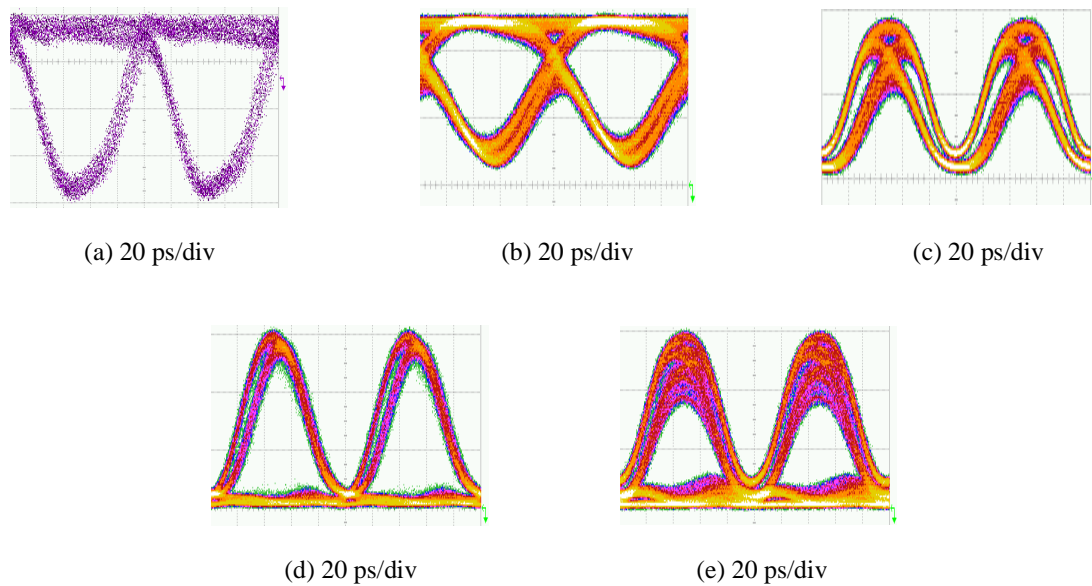 (a) 20 ps/div
(b) 20 ps/div
(c) 20 ps/div
(d) 20 ps/div
(e) 20 ps/div